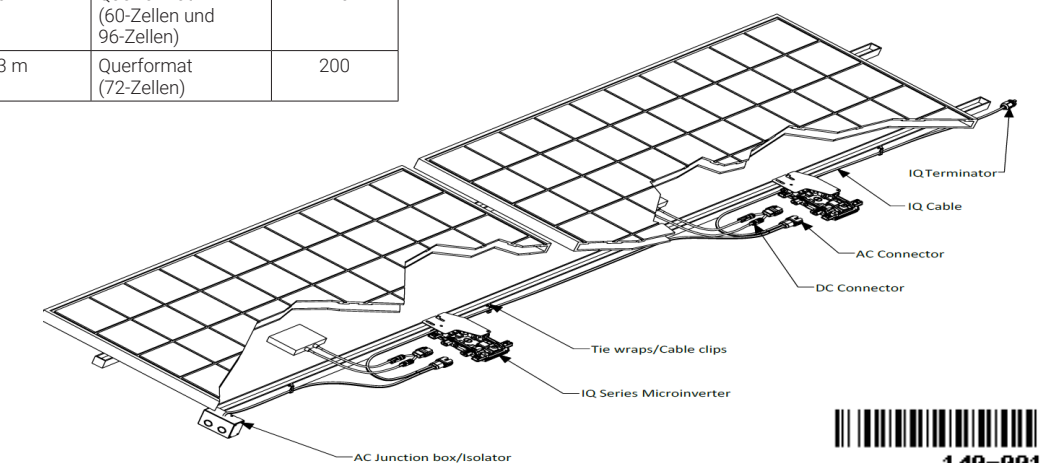 (60-Zellen und
96-Zellen)
3 m
Querformat
200
(72-Zellen)
IQ Terminator
IQ Cable
AC Connector
DC Connector
Tie wraps/Cable clips
IQ Series Microinverter
AC Junction box/Isolator